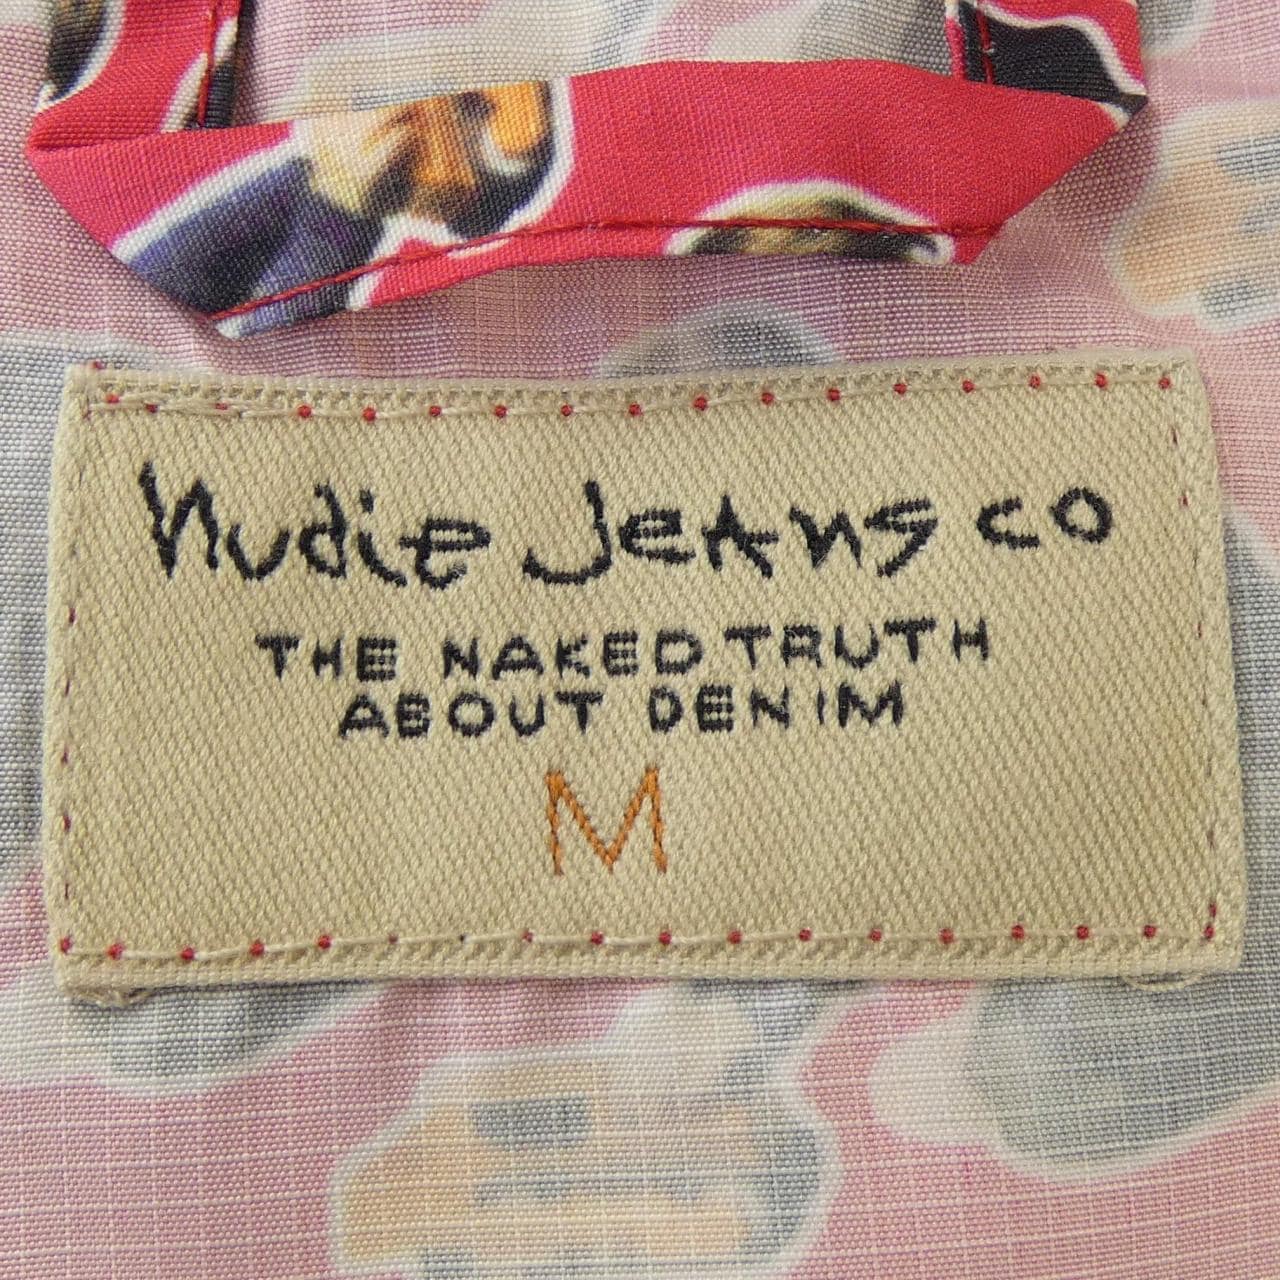 Nudie Jeans co
THE NAKED TRUTH
ABOUT DENIM
M